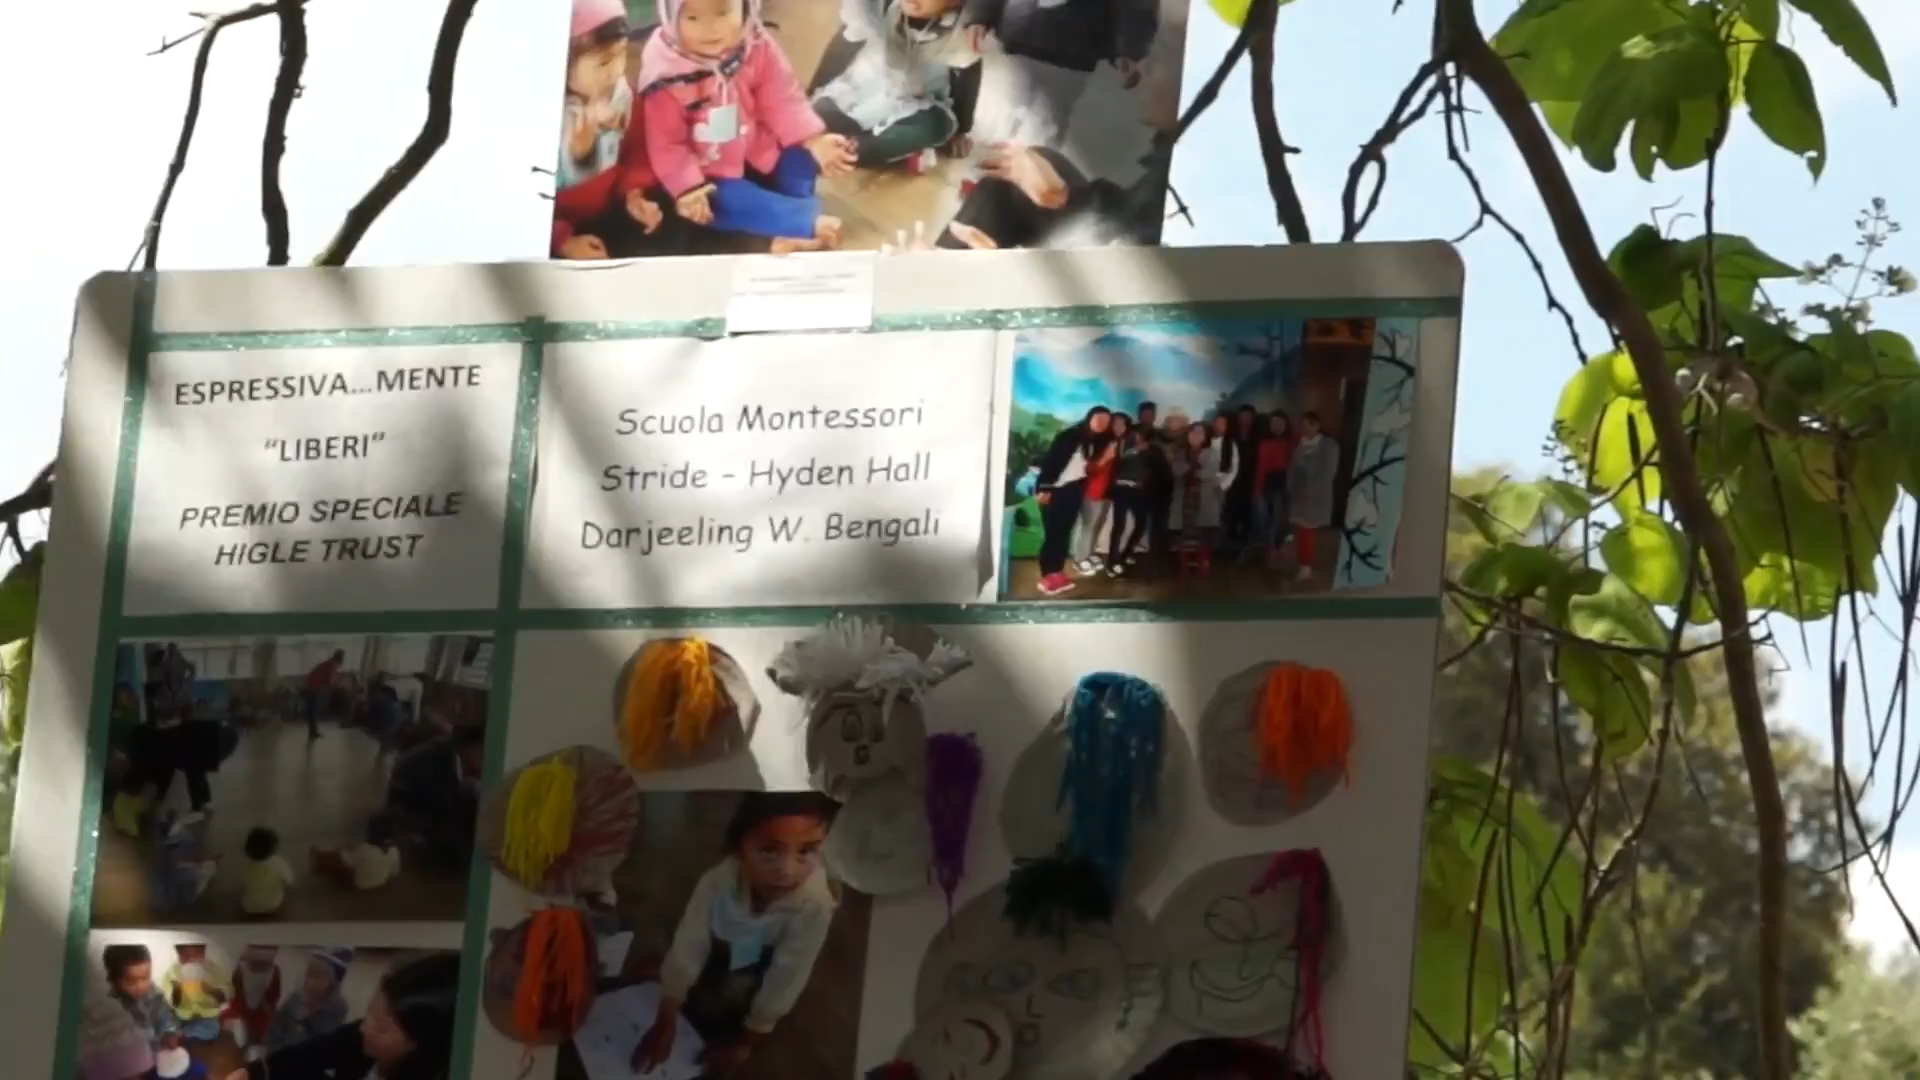 ESPRESSIVA...MENTE
"LIBERI"
PREMIO SPECIALE
HIGLE TRUST
Scuola Montessori
Stride - Hyden Hall
Darjeeling W. Bengali